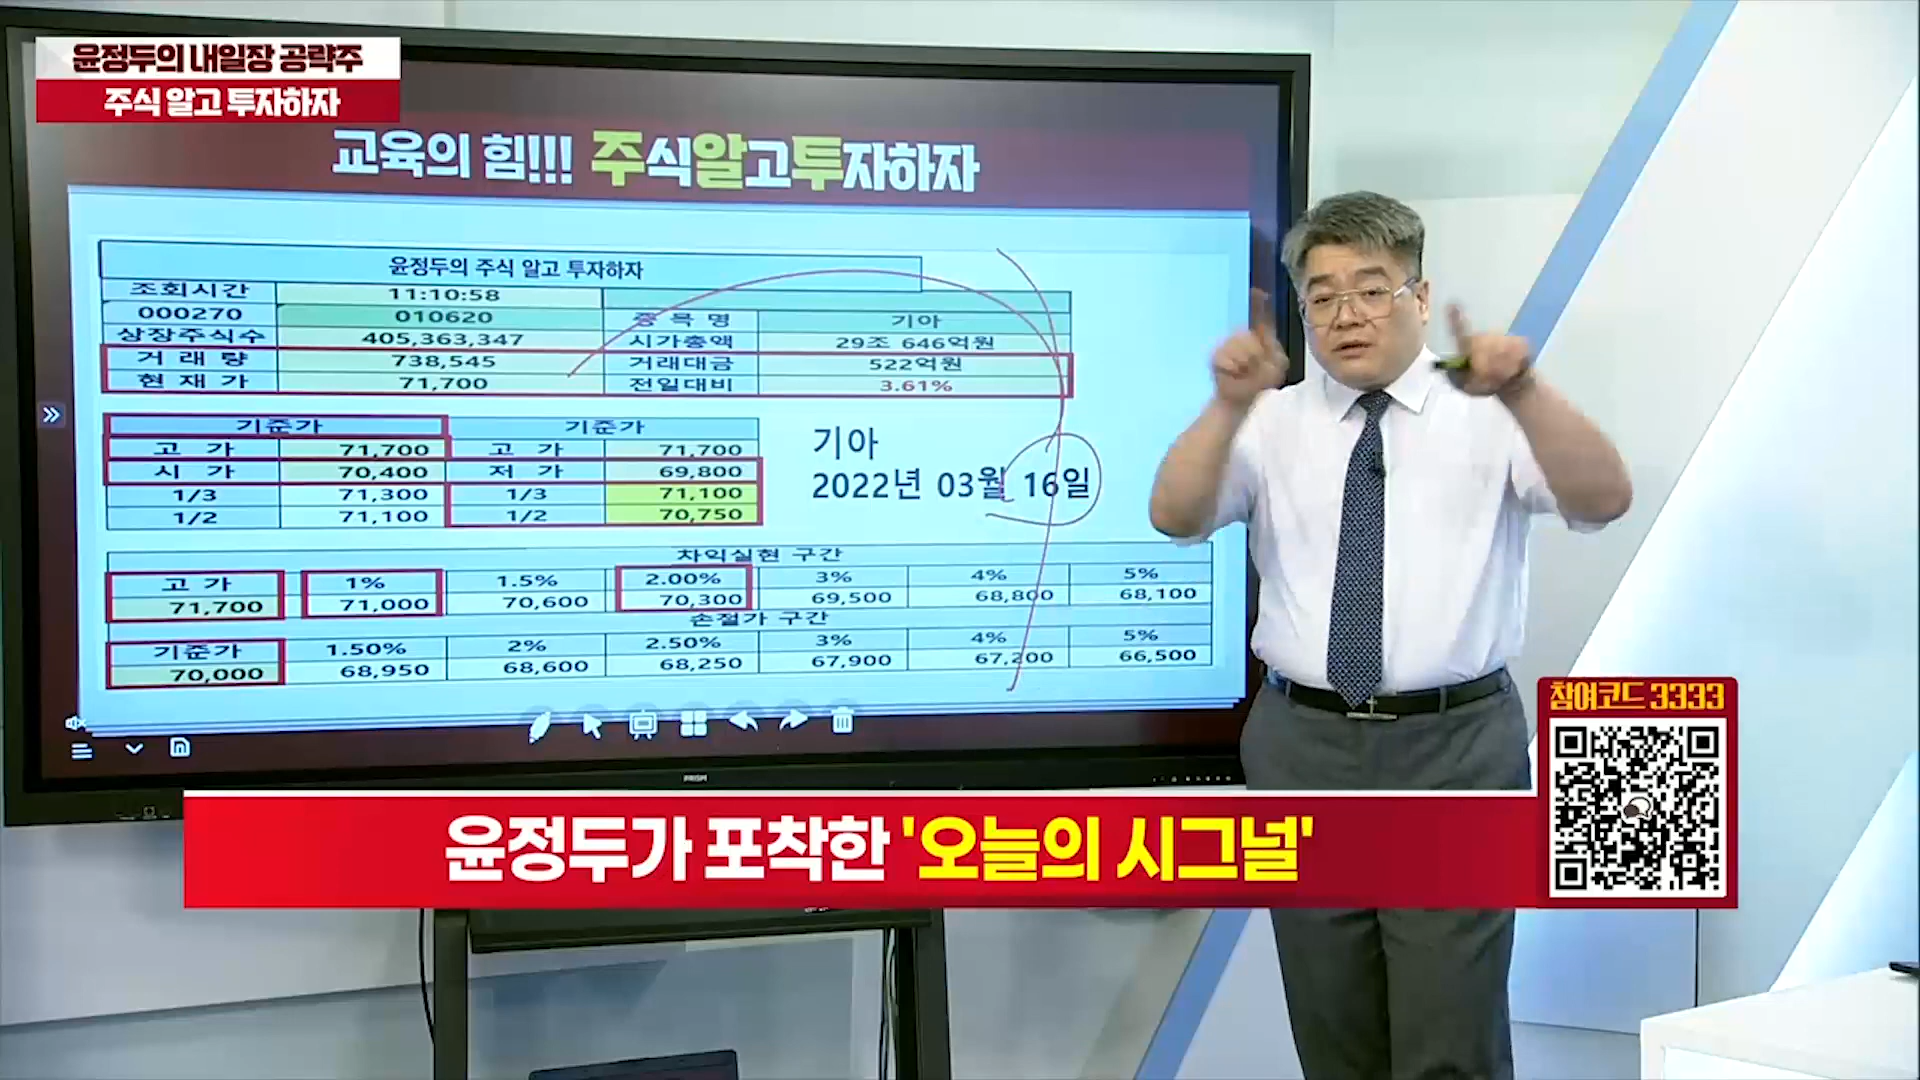 윤정두의 내일장 공략주
주식 알고 투자하자
교육의 힘!!! 주식알고투자하자
윤정두의 주식 알고 투자하자
조회시간 11:10:58
000270 010620 종목명 기아
상장주식수 405,363,347 시가총액 29조 646억원
거래량 738,545 거래대금 522억원
현재가 71,700 전일대비 3.61%
기준가 기준가
고가 71,700 고가 71,700
시가 70,400 저가 69,800
1/3 71,300 1/3 71,100
1/2 71,100 1/2 70,750
기아
2022년 03월 16일
차익실현 구간
고가 1% 1.5% 2.00% 3% 4% 5%
71,700 71,000 70,600 70,300 69,500 68,800 68,100
손절가 구간
기준가 1.50% 2% 2.50% 3% 4% 5%
70,000 68,950 68,600 68,250 67,900 67,200 66,500
PRISM
참여코드 3333
윤정두가 포착한 '오늘의 시그널'